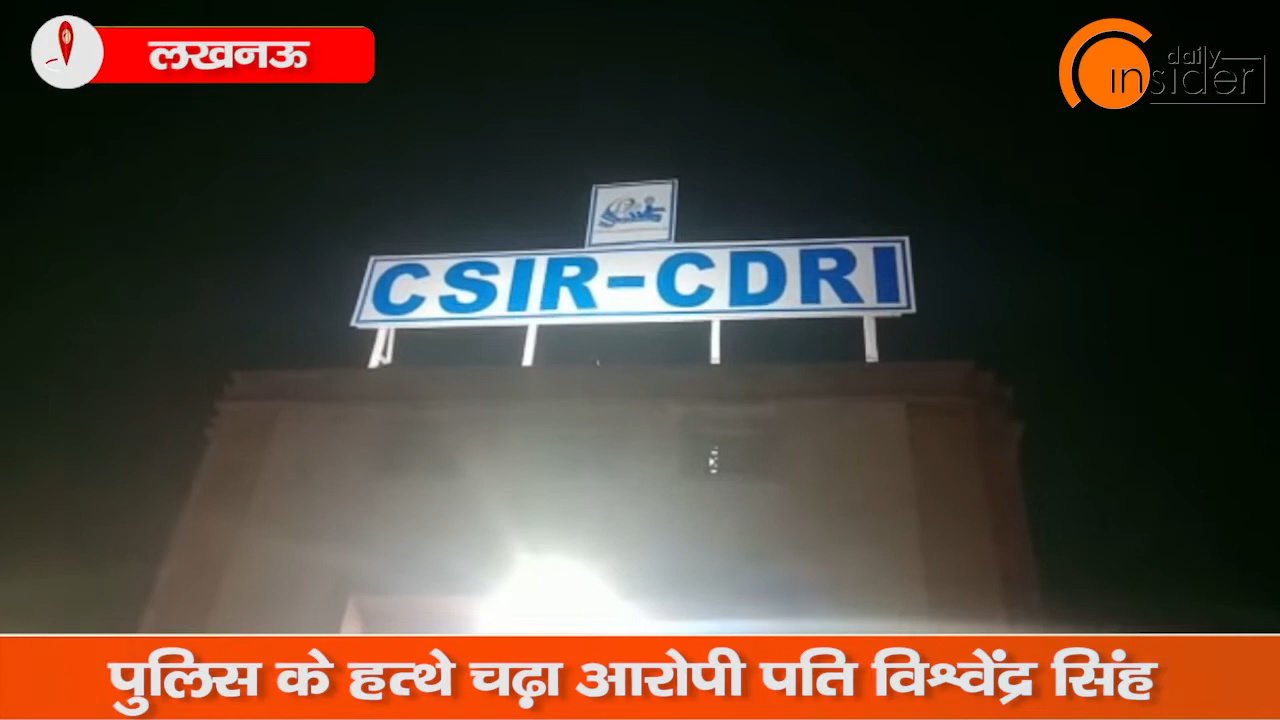 लखनऊ
daily
insider
CSIR-CDRI
पुलिस के हत्थे चढ़ा आरोपी पति विश्वेंद्र सिंह